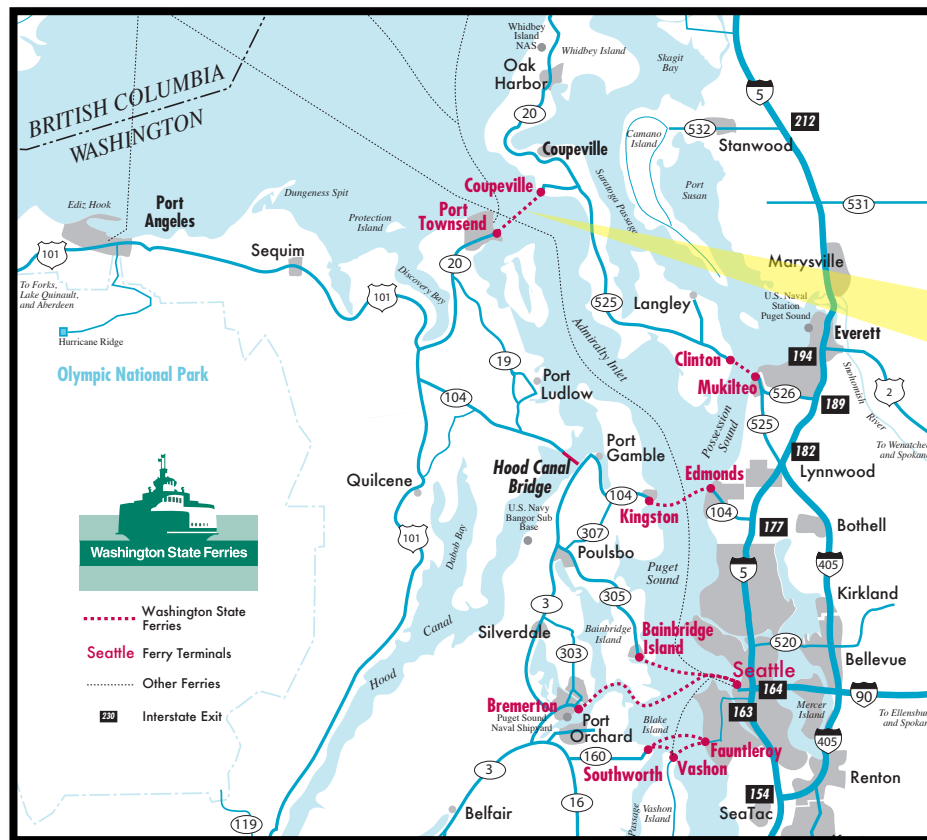 Whidbey
Island
NAS
Whidbey Island
Skagit
Bay
Oak
Harbor
5
BRITISH COLUMBIA
WASHINGTON
20
212
532
Stanwood
Camano
Island
Coupeville
Coupeville
Saratoga Passage
Port
Susan
Dungeness Spit
Ediz Hook
Port
Angeles
Protection
Island
Port
Townsend
531
101
Sequim
20
Marysville
To Forks,
Lake Quinault,
and Aberdeen
Discovery Bay
101
525
Langley
U.S. Naval
Station
Puget Sound
Hurricane Ridge
Admiralty Inlet
Everett
194
Clinton
Olympic National Park
19
Mukilteo
Snohomish
River
2
Port
Ludlow
104
526
189
525
Possession
Sound
To Wenatchee
and Spokane
Port
Gamble
182
Lynnwood
Hood Canal
Bridge
Quilcene
Edmonds
104
Kingston
104
U.S. Navy
Bangor Sub
Base
177
Bothell
307
101
Dabob Bay
Poulsbo
Washington State Ferries
Puget
Sound
5
405
305
Kirkland
Washington State
Ferries
3
Canal
Silverdale
Bainbridge
Island
Bainbridge
Island
520
Seattle
Ferry Terminals
303
Bellevue
Hood
Seattle
Other Ferries
164
90
Bremerton
163
Mercer
Island
To Ellensburg
and Spokane
230
Interstate Exit
Puget Sound
Naval Shipyard
Port
Orchard
Blake
Island
405
Fauntleroy
160
Southworth
Vashon
3
Renton
154
16
Belfair
Passage
Vashon
Island
SeaTac
119